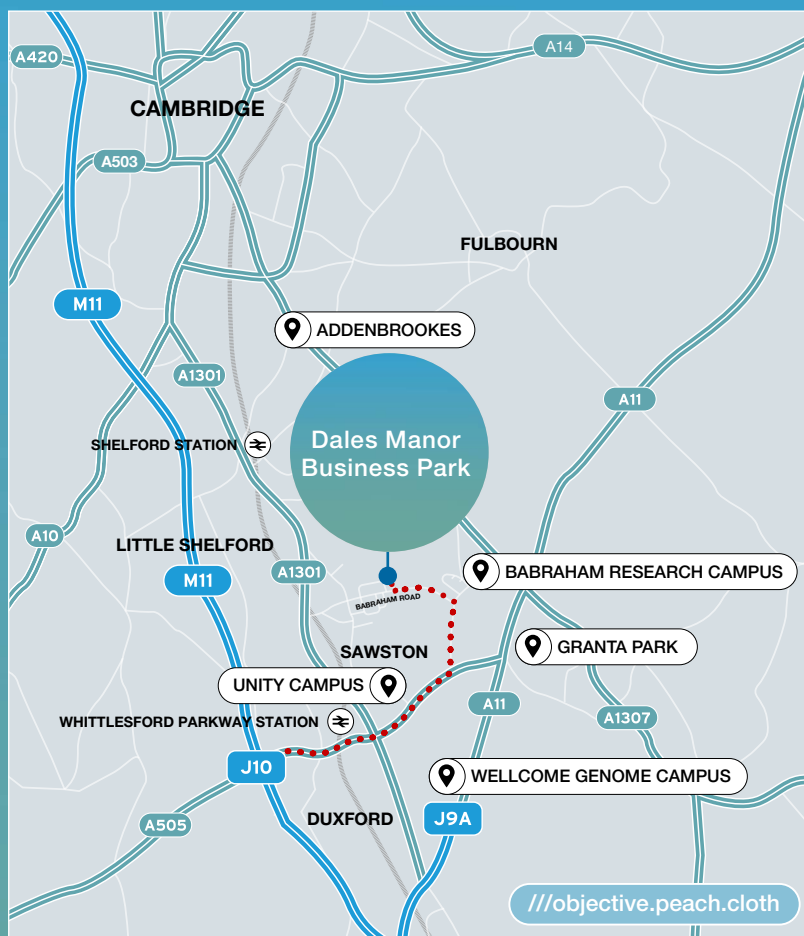 A14
A420
CAMBRIDGE
A503
FULBOURN
M11
ADDENBROOKES
A1301
A11
Dales Manor
Business Park
SHELFORD STATION
A10
LITTLE SHELFORD
M11
A1301
BABRAHAM RESEARCH CAMPUS
BABRAHAM ROAD
SAWSTON
GRANTA PARK
UNITY CAMPUS
A11
WHITTLESFORD PARKWAY STATION
A1307
J10
WELLCOME GENOME CAMPUS
A505
DUXFORD
J9A
///objective.peach.cloth